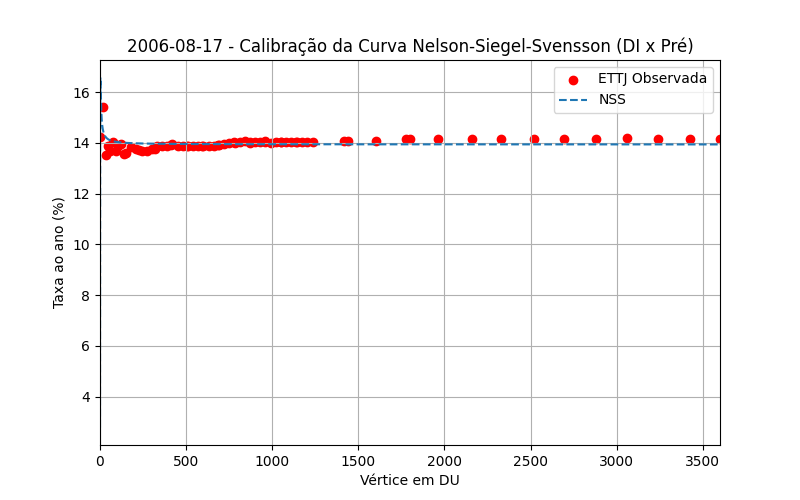 2006-08-17 - Calibração da Curva Nelson-Siegel-Svensson (DI x Pré)
ETTJ Observada
NSS
Taxa ao ano (%)
16
14
12
10
8
6
4
0 500 1000 1500 2000 2500 3000 3500
Vértice em DU